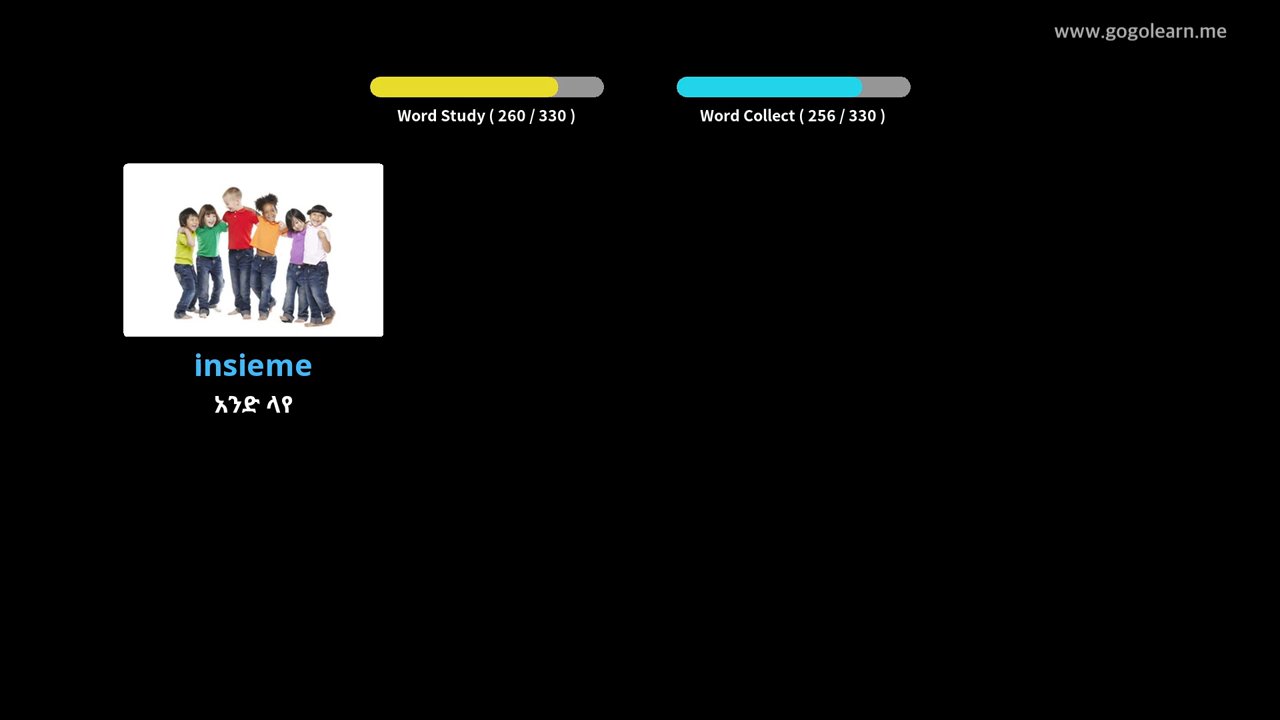 www.gogolearn.me
Word Study ( 260 / 330 )
Word Collect ( 256 / 330 )
insieme
አንድ ላየ